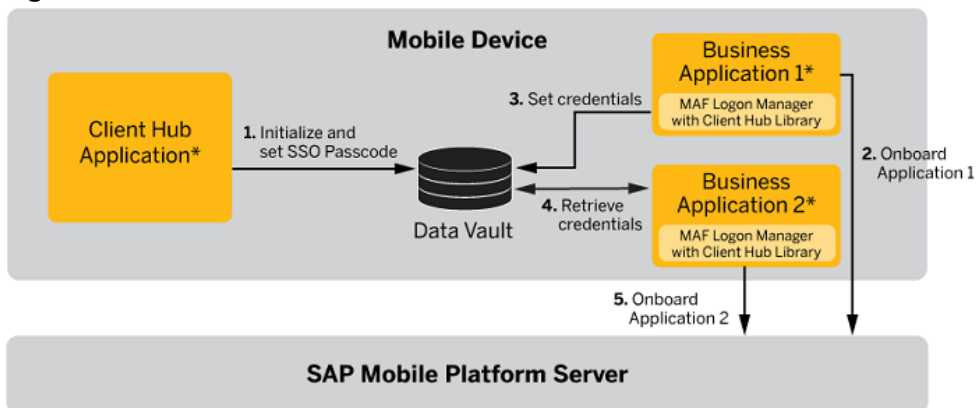 Mobile Device
Client Hub
Application*
1. Initialize and
set SSO Passcode
Data Vault
3. Set credentials
Business
Application 1*
MAF Logon Manager
with Client Hub Library
2. Onboard
Application 1
4. Retrieve
credentials
Business
Application 2*
MAF Logon Manager
with Client Hub Library
5. Onboard
Application 2
SAP Mobile Platform Server